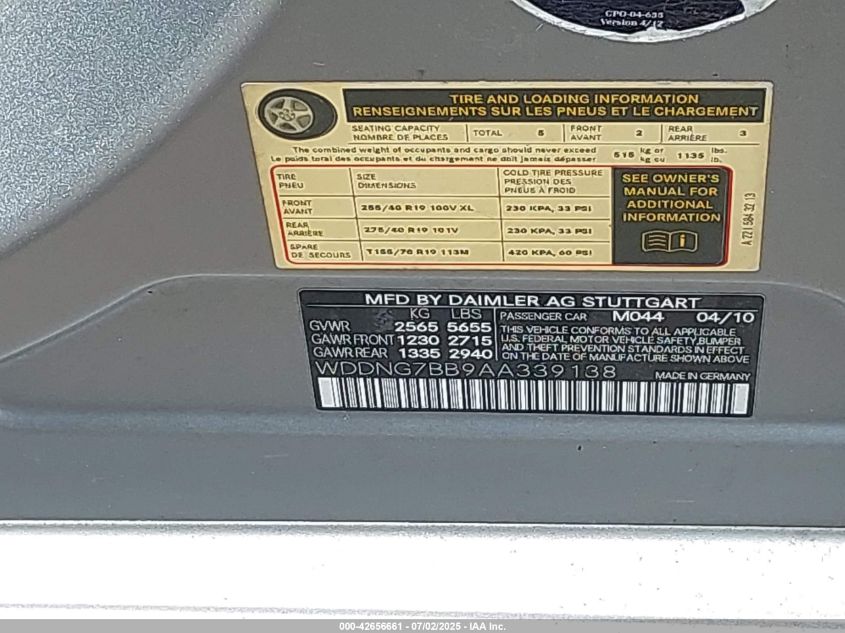 CPO-04-635
Version 4/12
TIRE AND LOADING INFORMATION
RENSEIGNEMENTS SUR LES PNEUS ET LE CHARGEMENT
SEATING CAPACITY NOMBRE DE PLACES TOTAL 5 FRONT AVANT 2 REAR ARRIÈRE 3
The combined weight of occupants and cargo should never exceed
Le poids total des occupants et du chargement ne doit jamais dépasser
515 kg or kg ou 1135 lbs. lb.
TIRE PNEU SIZE DIMENSIONS COLD TIRE PRESSURE PRESSION DES PNEUS À FROID
FRONT AVANT 255/40 R19 100V XL 230 KPA, 33 PSI
REAR ARRIÈRE 275/40 R19 101V 230 KPA, 33 PSI
SPARE DE SECOURS T155/70 R19 113M 420 KPA, 60 PSI
SEE OWNER'S
MANUAL FOR
ADDITIONAL
INFORMATION
A 221 584 32 13
MFD BY DAIMLER AG STUTTGART
KG LBS PASSENGER CAR M044 04/10
GVWR 2565 5655
GAWR FRONT 1230 2715
GAWR REAR 1335 2940
THIS VEHICLE CONFORMS TO ALL APPLICABLE
U.S. FEDERAL MOTOR VEHICLE SAFETY, BUMPER
AND THEFT PREVENTION STANDARDS IN EFFECT
ON THE DATE OF MANUFACTURE SHOWN ABOVE
WDDNG7BB9AA339138 MADE IN GERMANY
000-42656661 - 07/02/2025 - IAA Inc.